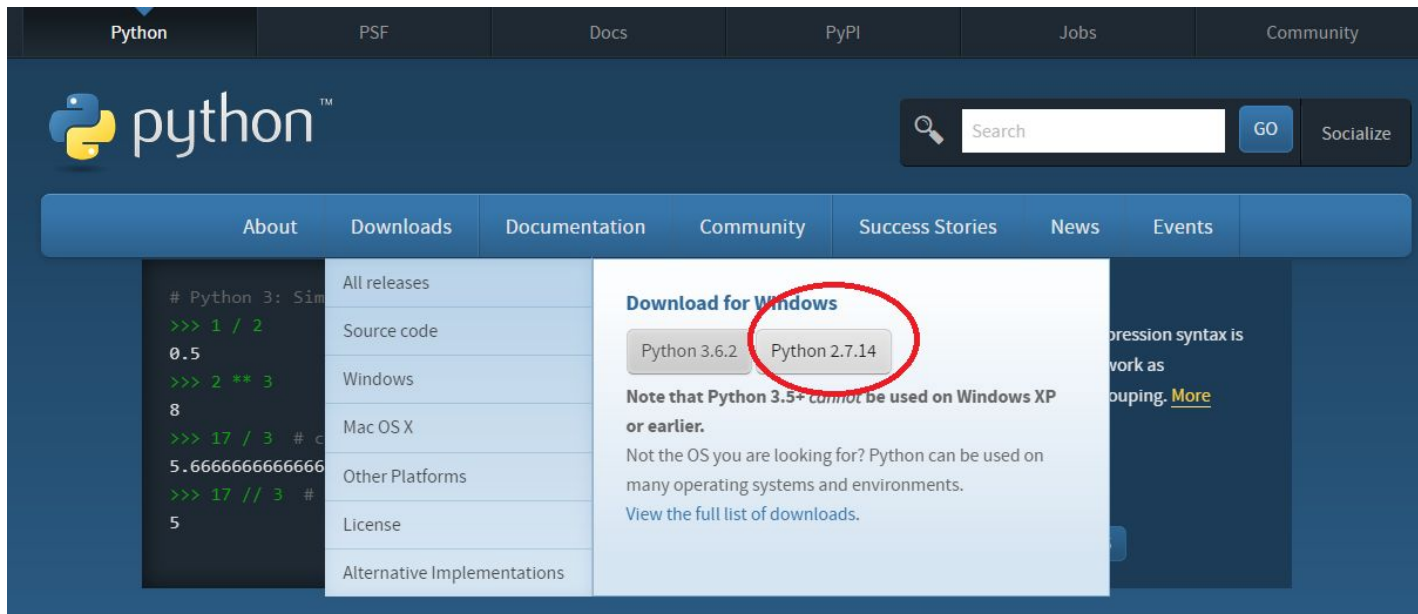 Python PSF Docs PyPI Jobs Community
python™
Search GO Socialize
About Downloads Documentation Community Success Stories News Events
# Python 3: Sim
>>> 1 / 2
0.5
>>> 2 ** 3
8
>>> 17 / 3 # c
5.6666666666666
>>> 17 // 3 #
5
All releases
Source code
Windows
Mac OS X
Other Platforms
License
Alternative Implementations
Download for Windows
Python 3.6.2 Python 2.7.14
Note that Python 3.5+ cannot be used on Windows XP
or earlier.
Not the OS you are looking for? Python can be used on
many operating systems and environments.
View the full list of downloads.
pression syntax is
work as
ouping. More